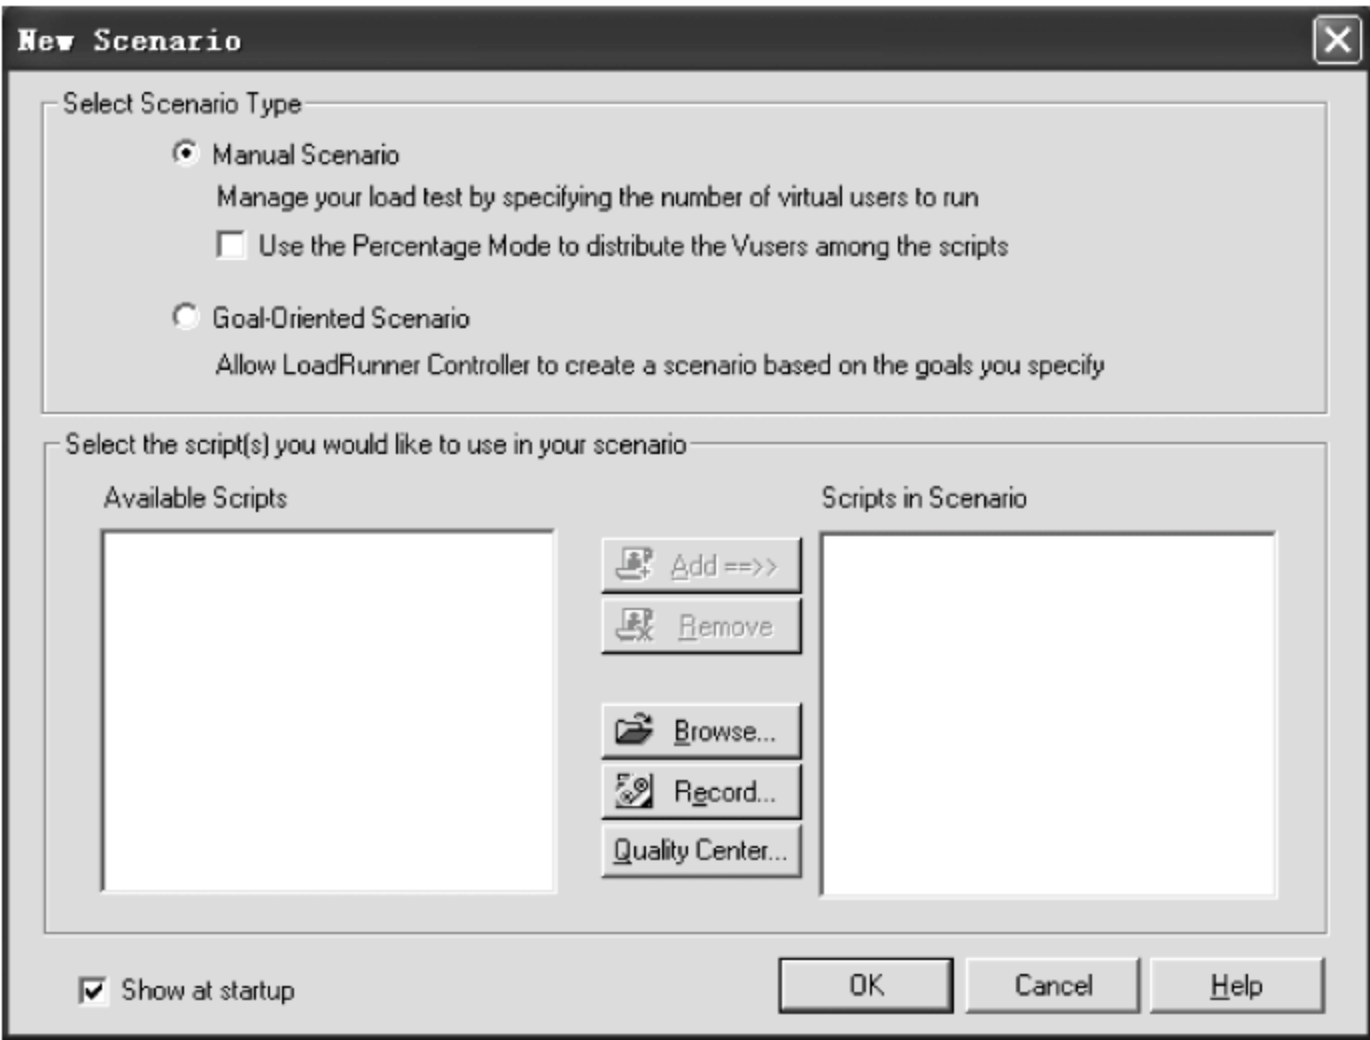 New Scenario
Select Scenario Type
Manual Scenario
Manage your load test by specifying the number of virtual users to run
Use the Percentage Mode to distribute the Vusers among the scripts
Goal-Oriented Scenario
Allow LoadRunner Controller to create a scenario based on the goals you specify
Select the script(s) you would like to use in your scenario
Available Scripts
Scripts in Scenario
Add ==>>
Remove
Browse...
Record...
Quality Center...
Show at startup
OK
Cancel
Help